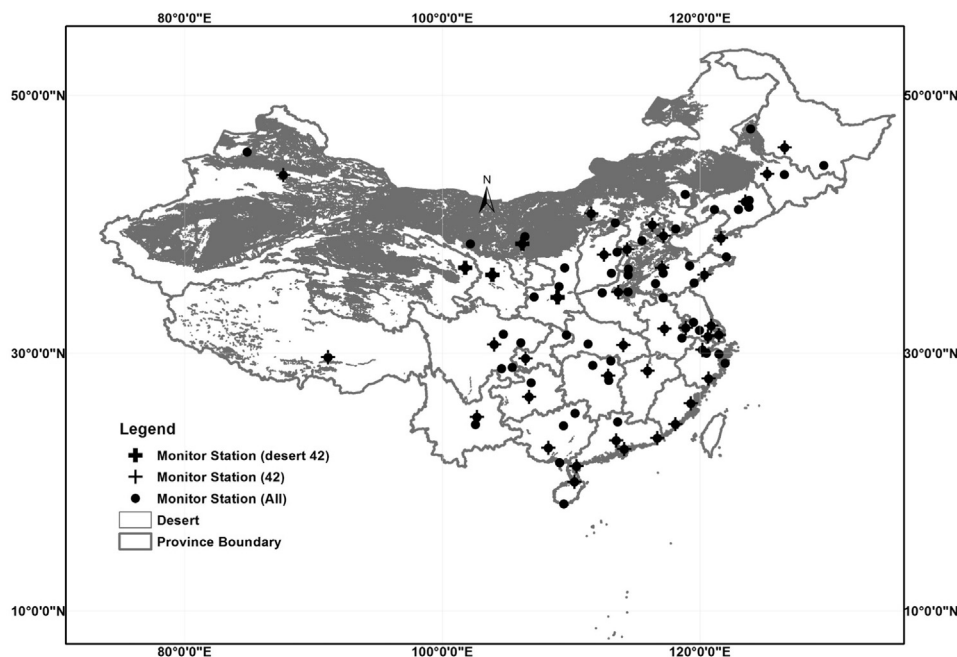 80°0'0"E 100°0'0"E 120°0'0"E
50°0'0"N 50°0'0"N
N
30°0'0"N 30°0'0"N
Legend
Monitor Station (desert 42)
Monitor Station (42)
Monitor Station (All)
Desert
Province Boundary
10°0'0"N 10°0'0"N
80°0'0"E 100°0'0"E 120°0'0"E